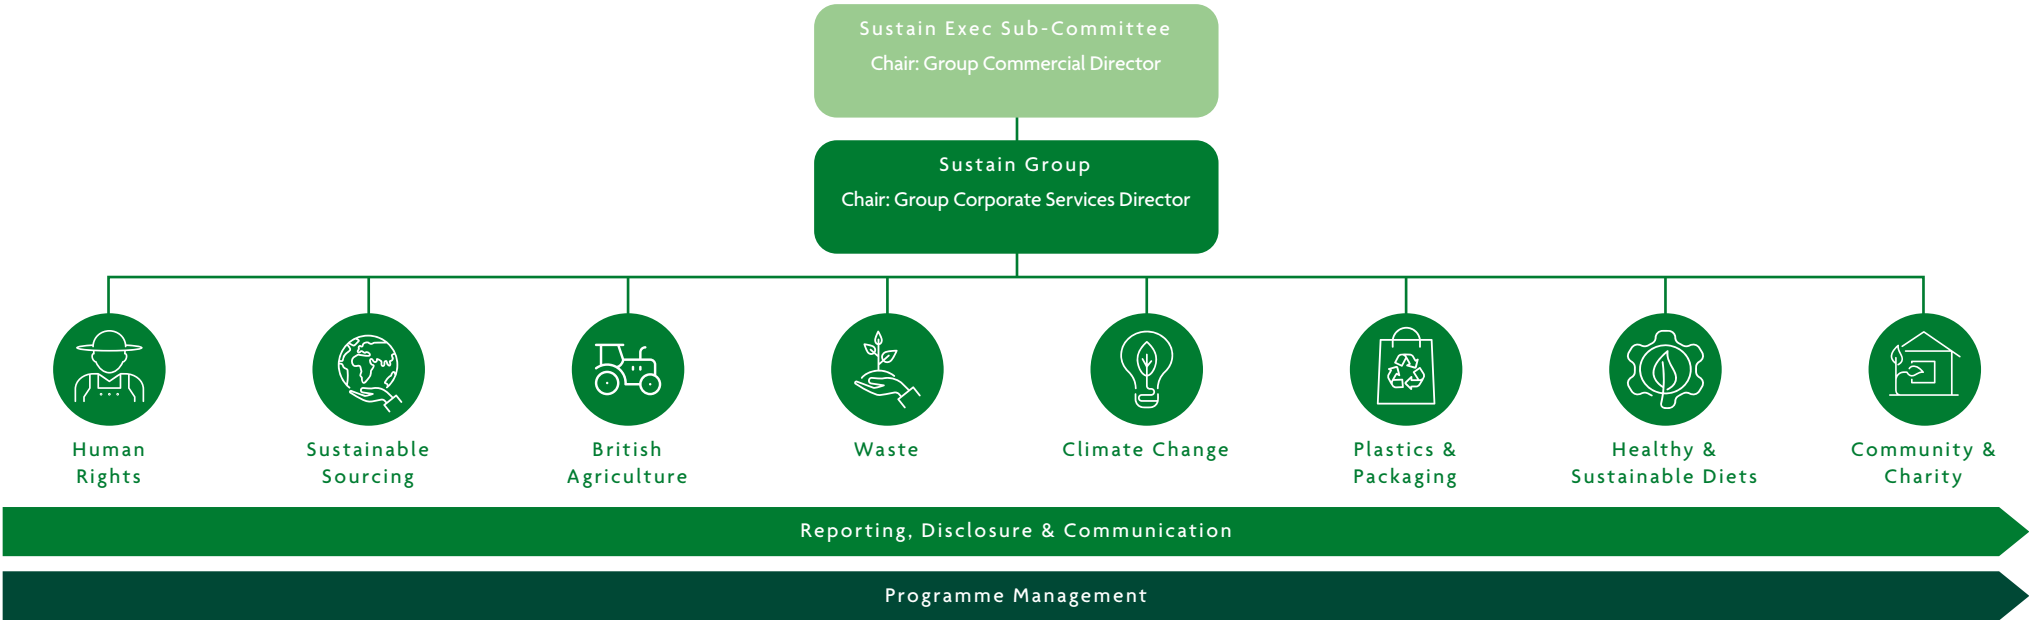 Sustain Exec Sub-Committee
Chair: Group Commercial Director
Sustain Group
Chair: Group Corporate Services Director
Human
Rights
Sustainable
Sourcing
British
Agriculture
Waste
Climate Change
Plastics &
Packaging
Healthy &
Sustainable Diets
Community &
Charity
Reporting, Disclosure & Communication
Programme Management